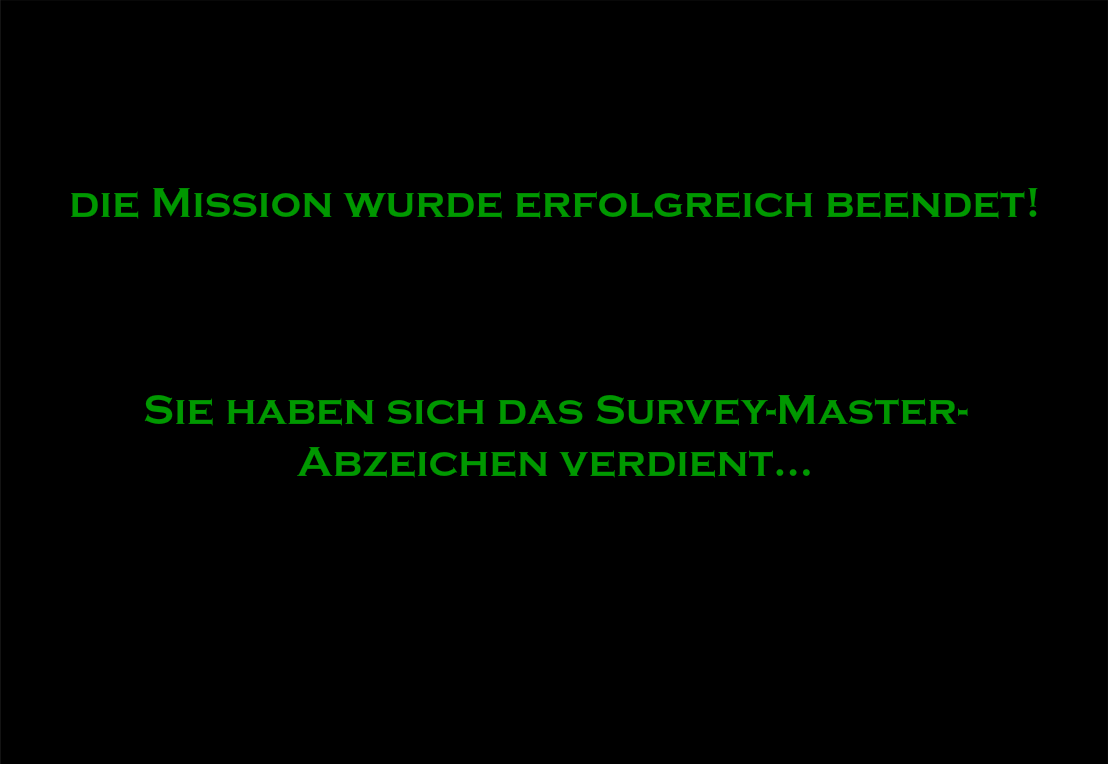 die Mission wurde erfolgreich beendet!
Sie haben sich das Survey-Master-
Abzeichen verdient...